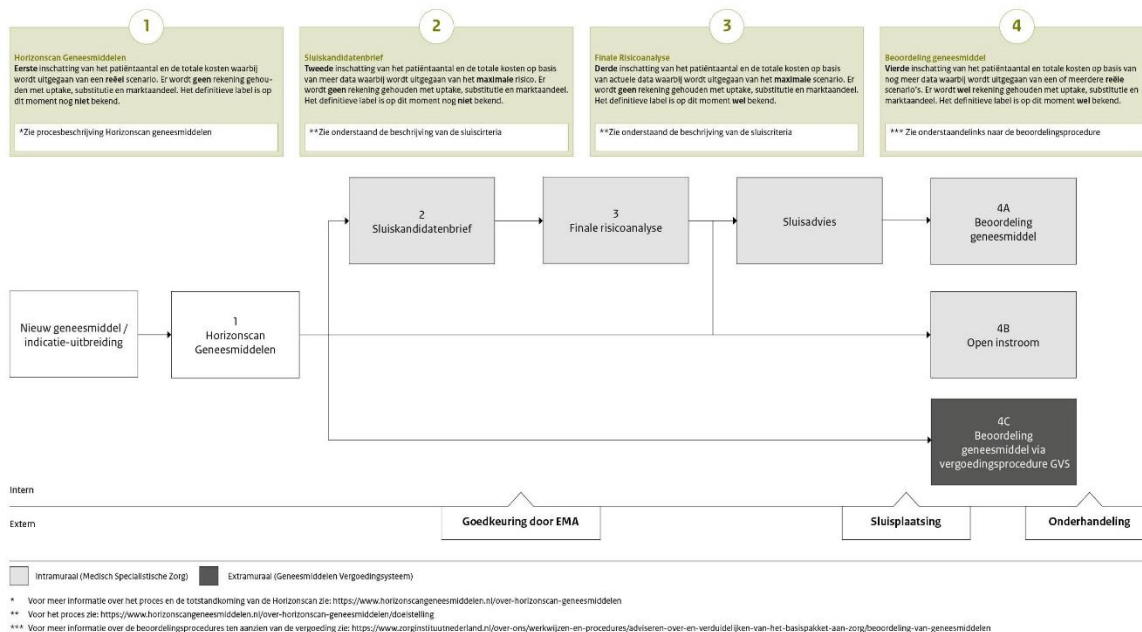 1
Horizonscan Geneesmiddelen
Eerste inschatting van het patiëntaantal en de totale kosten waarbij
wordt uitgegaan van een reëel scenario. Er wordt geen rekening gehou-
den met uptake, substitutie en marktaandeel. Het definitieve label is op
dit moment nog niet bekend.
*Zie procesbeschrijving Horizonscan geneesmiddelen
2
Sluiskandidatenbrief
Tweede inschatting van het patiëntaantal en de totale kosten op basis
van meer data waarbij wordt uitgegaan van het maximale risico. Er
wordt geen rekening gehouden met uptake, substitutie en marktaandeel.
Het definitieve label is op dit moment nog niet bekend.
**Zie onderstaand de beschrijving van de sluiscirteria
3
Finale Risicoanalyse
Derde inschatting van het patiëntaantal en de totale kosten op basis
van actuele data waarbij wordt uitgegaan van het maximale scenario. Er
wordt geen rekening gehouden met uptake, substitutie en marktaandeel.
Het definitieve label is op dit moment wel bekend.
**Zie onderstaand de beschrijving van de sluiscriteria
4
Beoordeling geneesmiddel
Vierde inschatting van het patiëntaantal en de totale kosten op basis van
nog meer data waarbij wordt uitgegaan van een of meerdere reële
scenario's. Er wordt wel rekening gehouden met uptake, substitutie en
marktaandeel. Het definitieve label is op dit moment wel bekend.
*** Zie onderstaandelinks naar de beoordelingsprocedure
2
Sluiskandidatenbrief
3
Finale risicoanalyse
Sluisadvies
4A
Beoordeling
geneesmiddel
Nieuw geneesmiddel /
indicatie-uitbreiding
1
Horizonscan
Geneesmiddelen
4B
Open instroom
4C
Beoordeling
geneesmiddel via
vergoedingsprocedure GVS
Intern
Extern
Goedkeuring door EMA
Sluisplaatsing
Onderhandeling
Intramuraal (Medisch Specialistische Zorg)
Extramuraal (Geneesmiddelen Vergoedingsysteem)
* Voor meer informatie over het proces en de totstandkoming van de Horizonscan zie: https://www.horizonscangeneesmiddelen.nl/over-horizonscan-geneesmiddelen
** Voor het proces zie: https://www.horizonscangeneesmiddelen.nl/over-horizonscan-geneesmiddelen/doelstelling
*** Voor meer informatie over de beoordelingsprocedures ten aanzien van de vergoeding zie: https://www.zorginstituutnederland.nl/over-ons/werkwijzen-en-procedures/adviseren-over-en-verduidelijken-van-het-basispakket-aan-zorg/beoordeling-van-geneesmiddelen